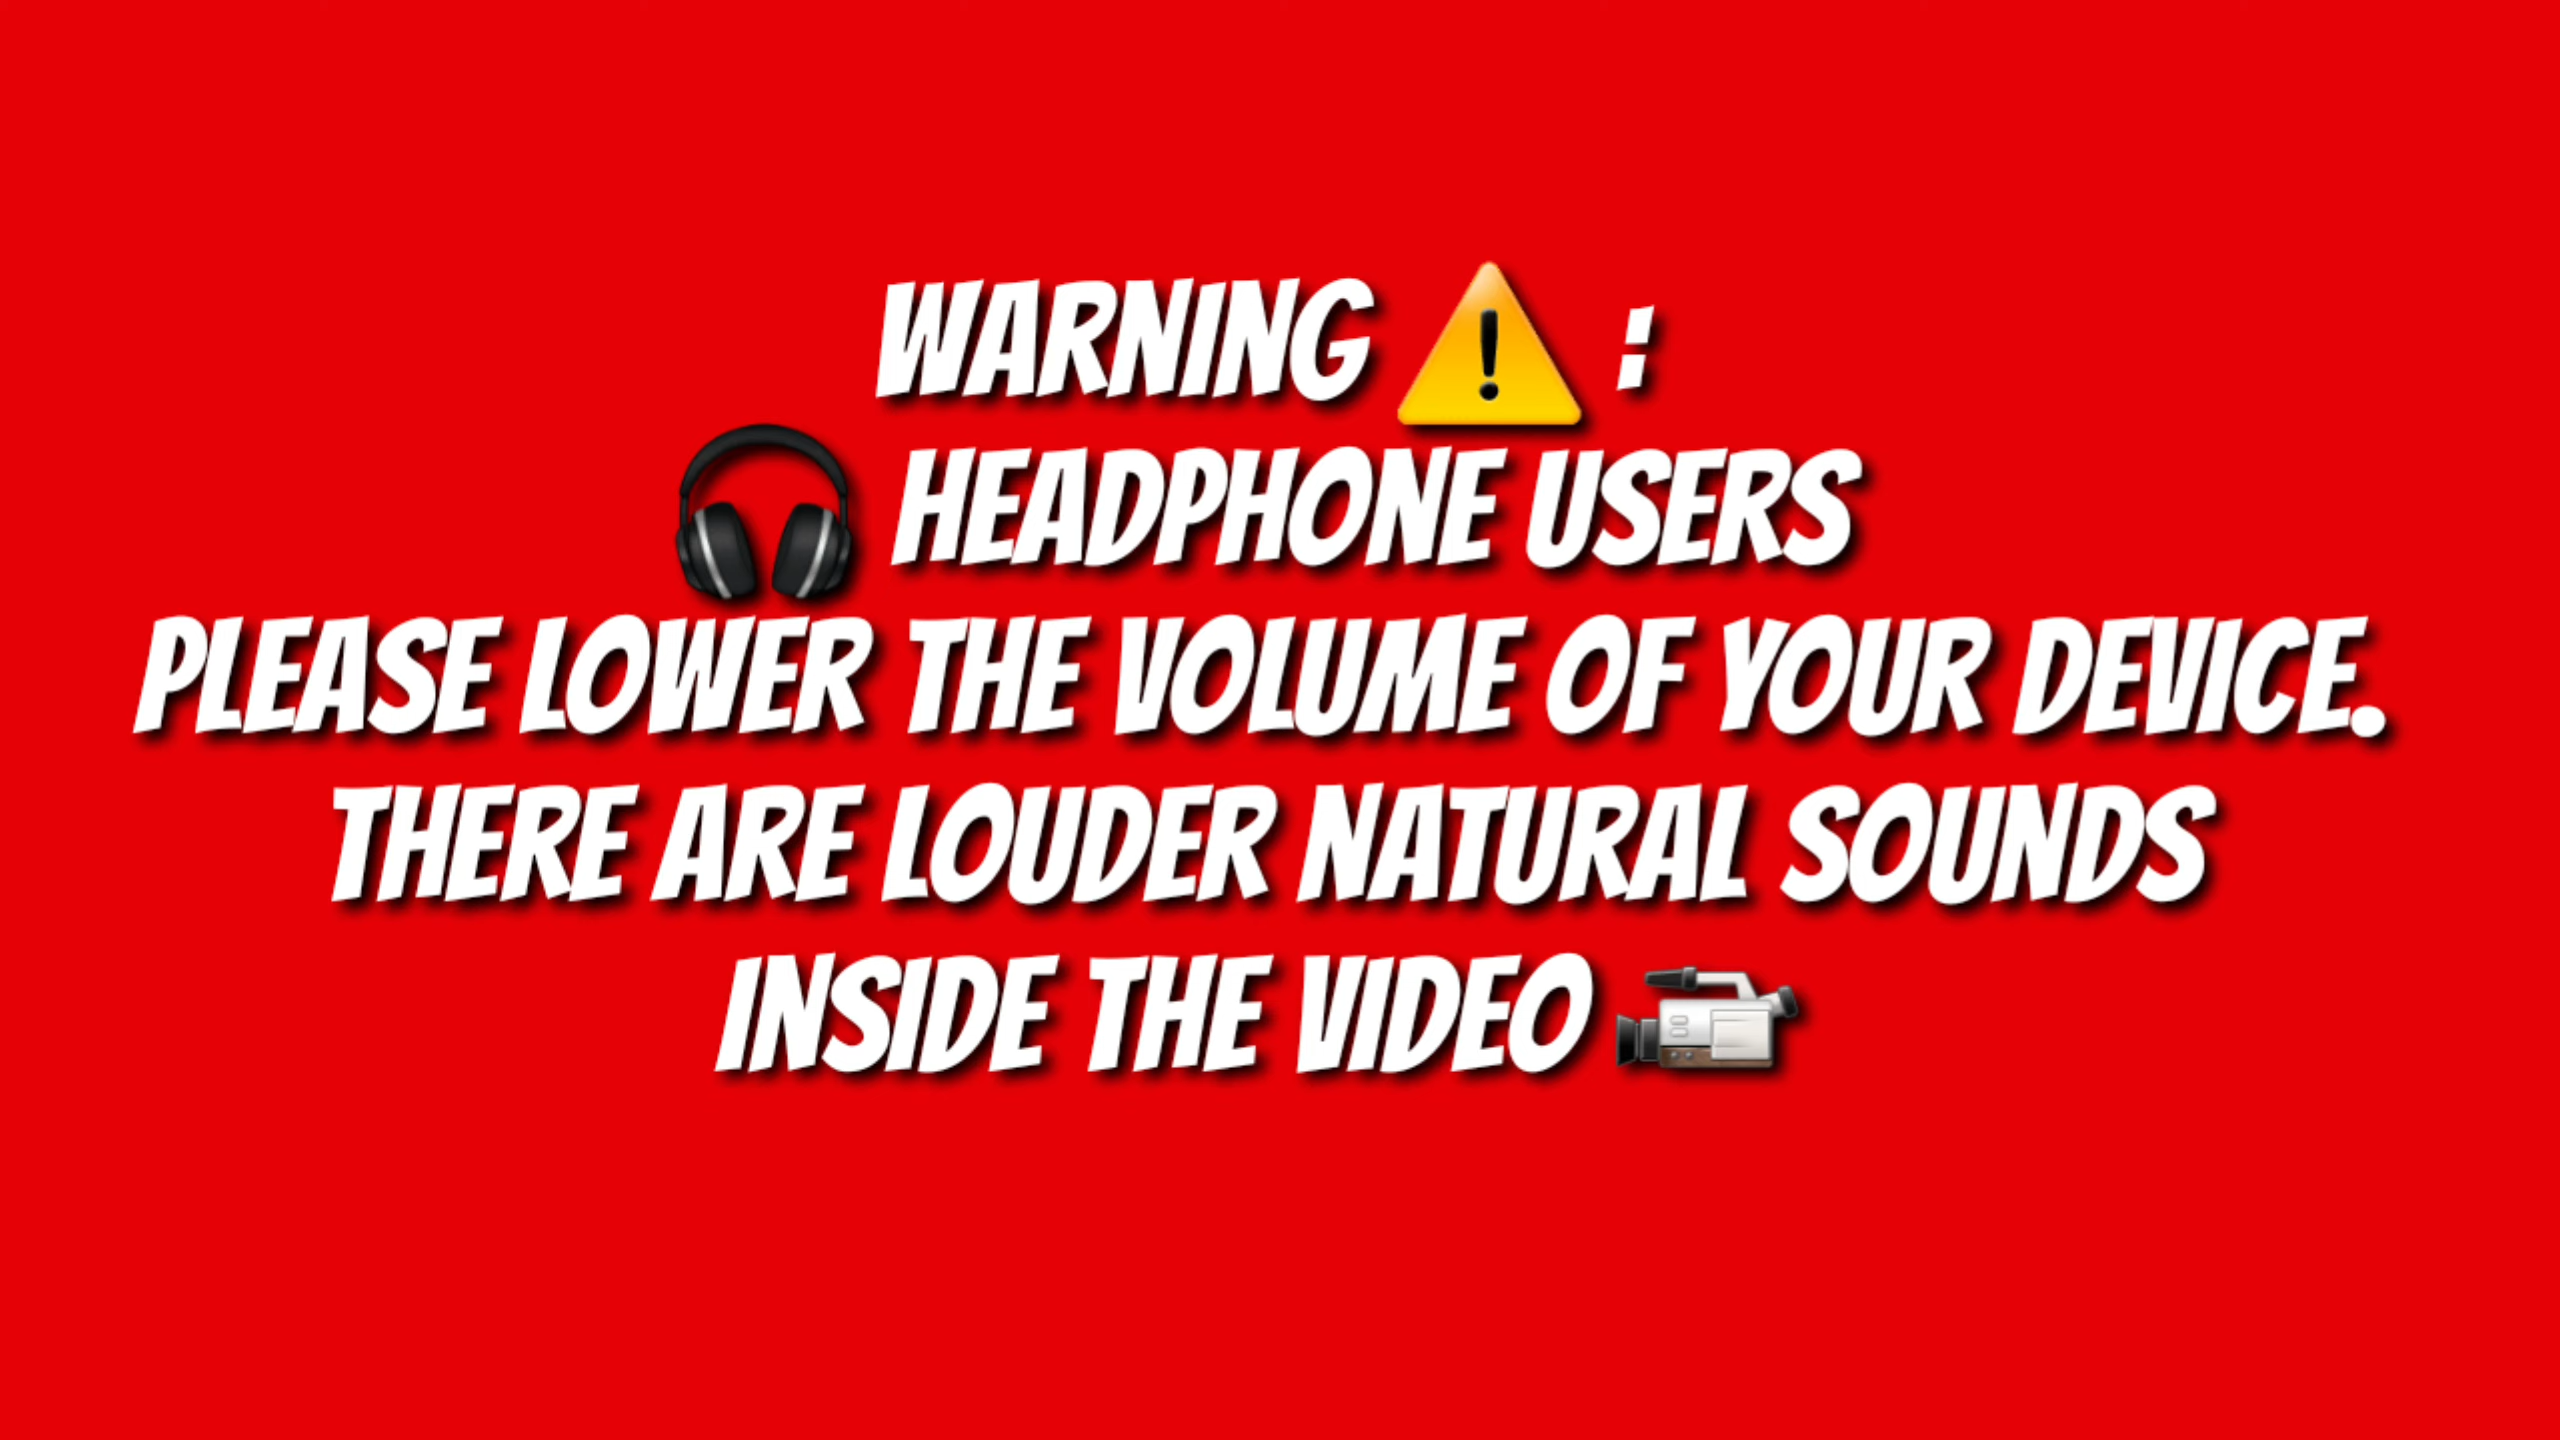 WARNING ⚠️ :
🎧 HEADPHONE USERS
PLEASE LOWER THE VOLUME OF YOUR DEVICE.
THERE ARE LOUDER NATURAL SOUNDS
INSIDE THE VIDEO 📹